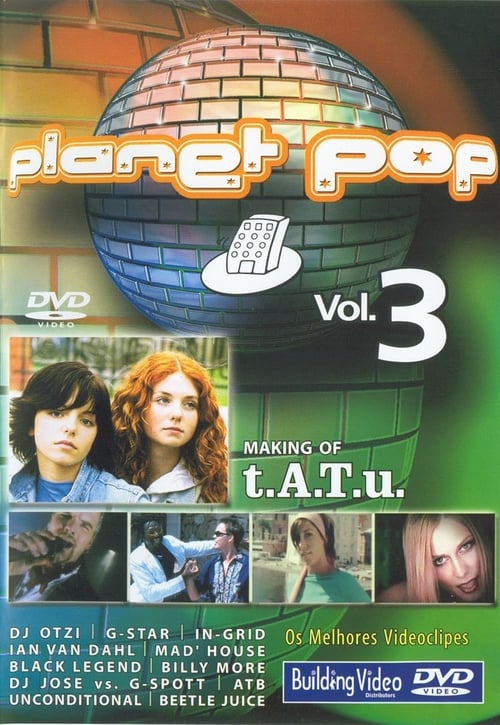 planet pop
Vol. 3
DVD
VIDEO
MAKING OF
t.A.T.u.
DJ OTZI | G-STAR | IN-GRID
IAN VAN DAHL | MAD' HOUSE
BLACK LEGEND | BILLY MORE
DJ JOSE vs. G-SPOTT | ATB
UNCONDITIONAL | BEETLE JUICE
Os Melhores Videoclipes
Building Video
Distributors
DVD
VIDEO